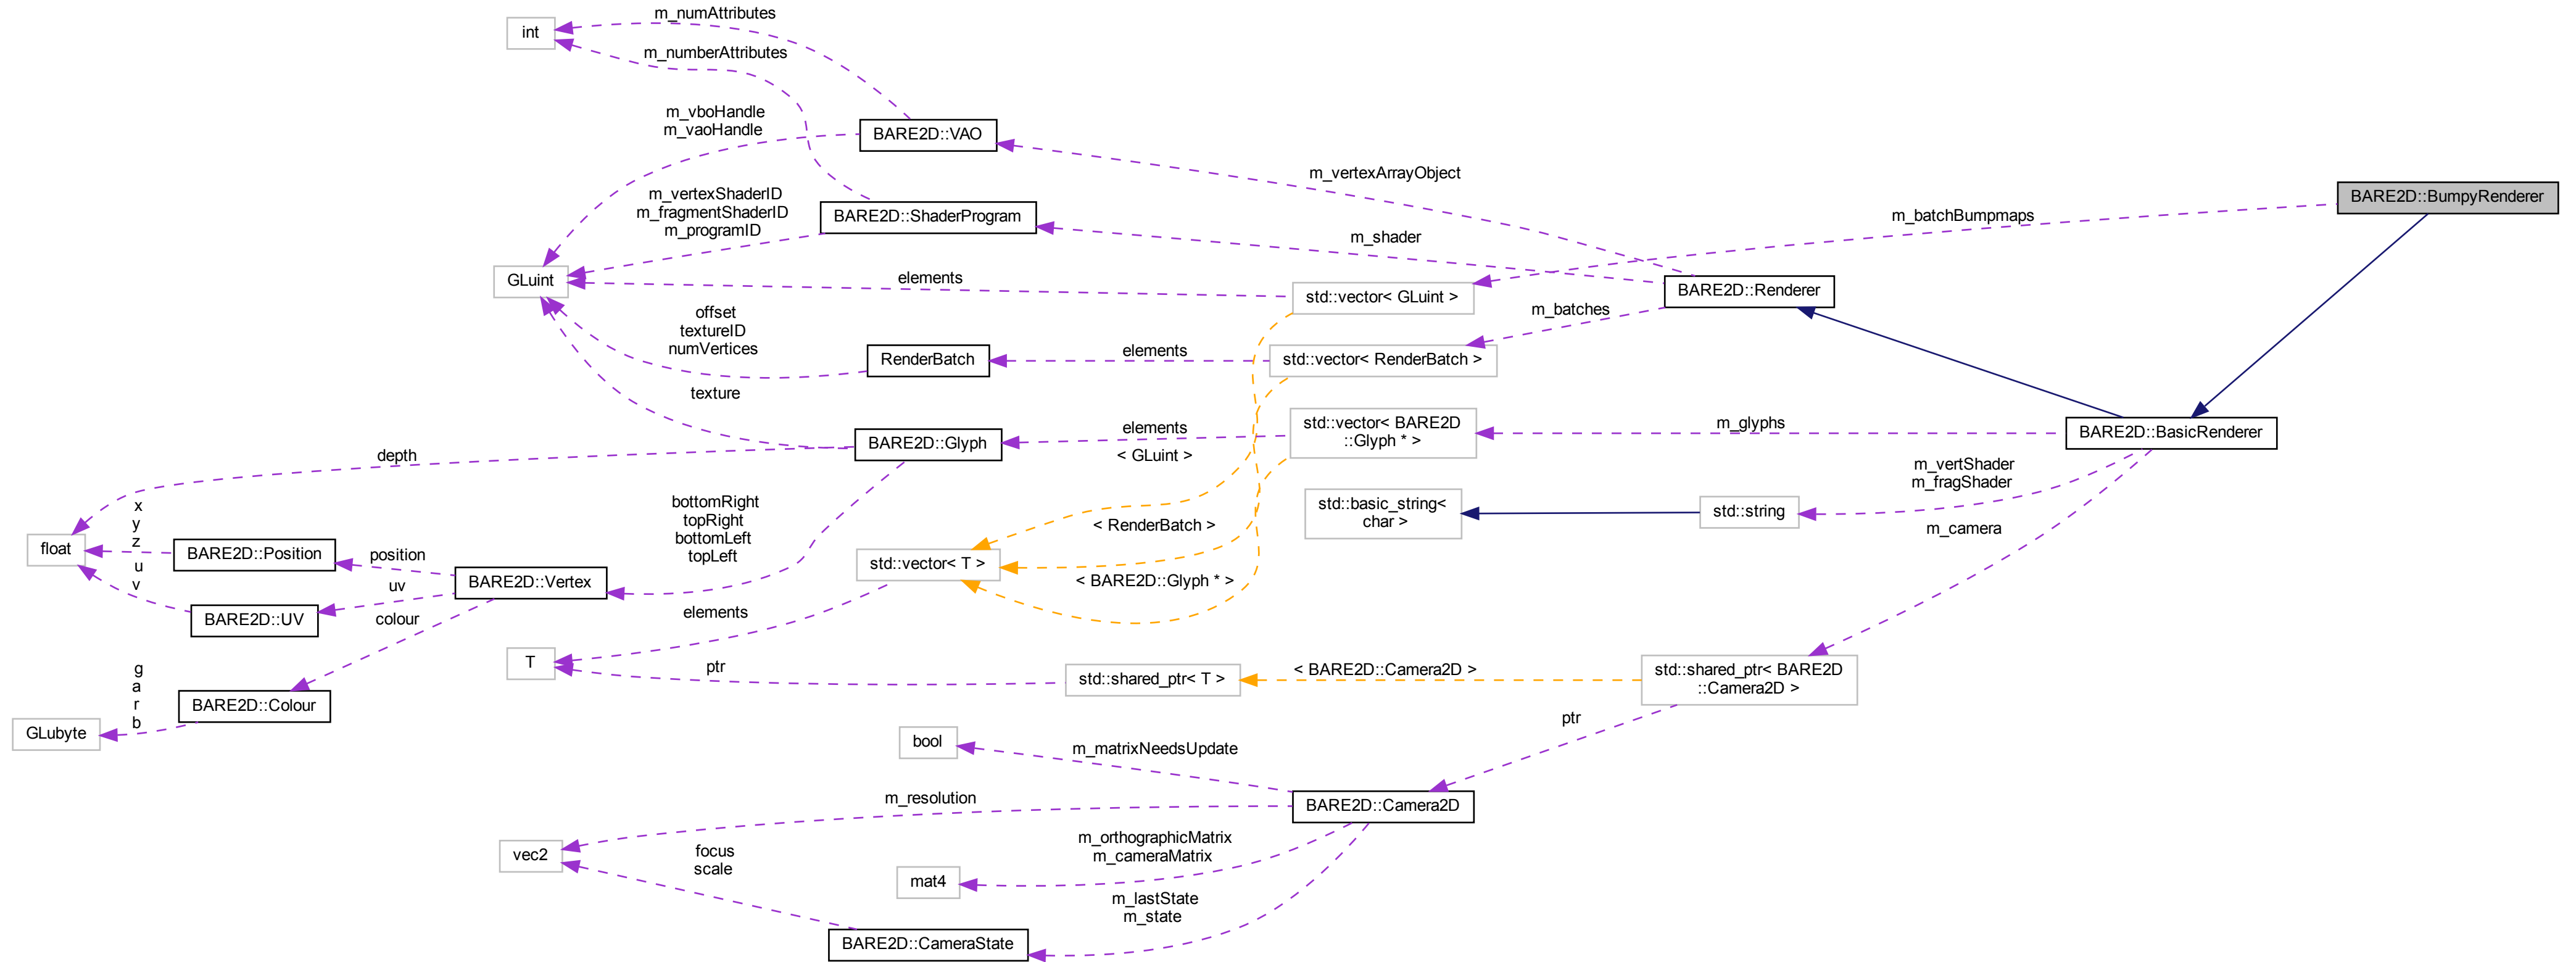 m_numAttributes
int
m_numberAttributes
m_vboHandle
m_vaoHandle
BARE2D::VAO
m_vertexArrayObject
m_vertexShaderID
m_fragmentShaderID
m_programID
BARE2D::ShaderProgram
m_shader
m_batchBumpmaps
BARE2D::BumpyRenderer
GLuint
elements
std::vector< GLuint >
BARE2D::Renderer
offset
textureID
numVertices
RenderBatch
elements
std::vector< RenderBatch >
m_batches
texture
BARE2D::Glyph
elements
< GLuint >
std::vector< BARE2D
::Glyph * >
m_glyphs
BARE2D::BasicRenderer
depth
bottomRight
topRight
bottomLeft
topLeft
< RenderBatch >
std::basic_string<
char >
std::string
m_vertShader
m_fragShader
m_camera
x
y
z
float
BARE2D::Position
position
u
v
BARE2D::UV
uv
BARE2D::Vertex
colour
std::vector< T >
< BARE2D::Glyph * >
elements
T
ptr
std::shared_ptr< T >
< BARE2D::Camera2D >
std::shared_ptr< BARE2D
::Camera2D >
g
a
r
b
GLubyte
BARE2D::Colour
ptr
bool
m_matrixNeedsUpdate
BARE2D::Camera2D
m_resolution
vec2
focus
scale
m_orthographicMatrix
m_cameraMatrix
mat4
m_lastState
m_state
BARE2D::CameraState